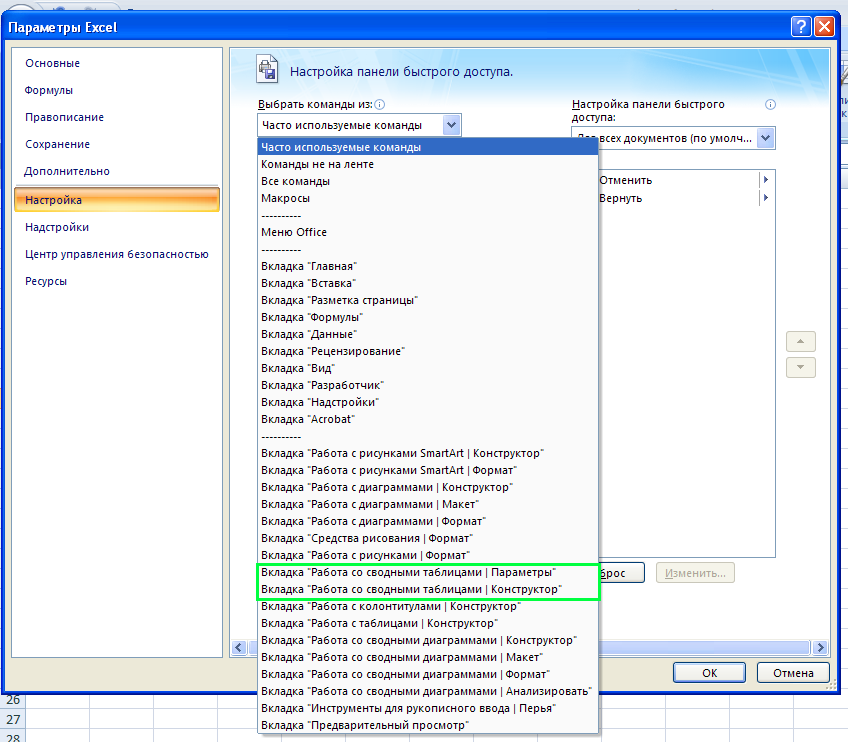 Параметры Excel
Основные
Формулы
Правописание
Сохранение
Дополнительно
Настройка
Надстройки
Центр управления безопасностью
Ресурсы
Настройка панели быстрого доступа.
Выбрать команды из:
Часто используемые команды
Настройка панели быстрого
доступа:
всех документов (по умолч...
Часто используемые команды
Команды не на ленте
Все команды
Макросы
----------
Меню Office
----------
Вкладка "Главная"
Вкладка "Вставка"
Вкладка "Разметка страницы"
Вкладка "Формулы"
Вкладка "Данные"
Вкладка "Рецензирование"
Вкладка "Вид"
Вкладка "Разработчик"
Вкладка "Надстройки"
Вкладка "Acrobat"
----------
Вкладка "Работа с рисунками SmartArt | Конструктор"
Вкладка "Работа с рисунками SmartArt | Формат"
Вкладка "Работа с диаграммами | Конструктор"
Вкладка "Работа с диаграммами | Макет"
Вкладка "Работа с диаграммами | Формат"
Вкладка "Средства рисования | Формат"
Вкладка "Работа с рисунками | Формат"
Вкладка "Работа со сводными таблицами | Параметры"
Вкладка "Работа со сводными таблицами | Конструктор"
Вкладка "Работа с колонтитулами | Конструктор"
Вкладка "Работа с таблицами | Конструктор"
Вкладка "Работа со сводными диаграммами | Конструктор"
Вкладка "Работа со сводными диаграммами | Макет"
Вкладка "Работа со сводными диаграммами | Формат"
Вкладка "Работа со сводными диаграммами | Анализировать"
Вкладка "Инструменты для рукописного ввода | Перья"
Вкладка "Предварительный просмотр"
Отменить
Вернуть
брос
Изменить...
ОК
Отмена
26
27
28